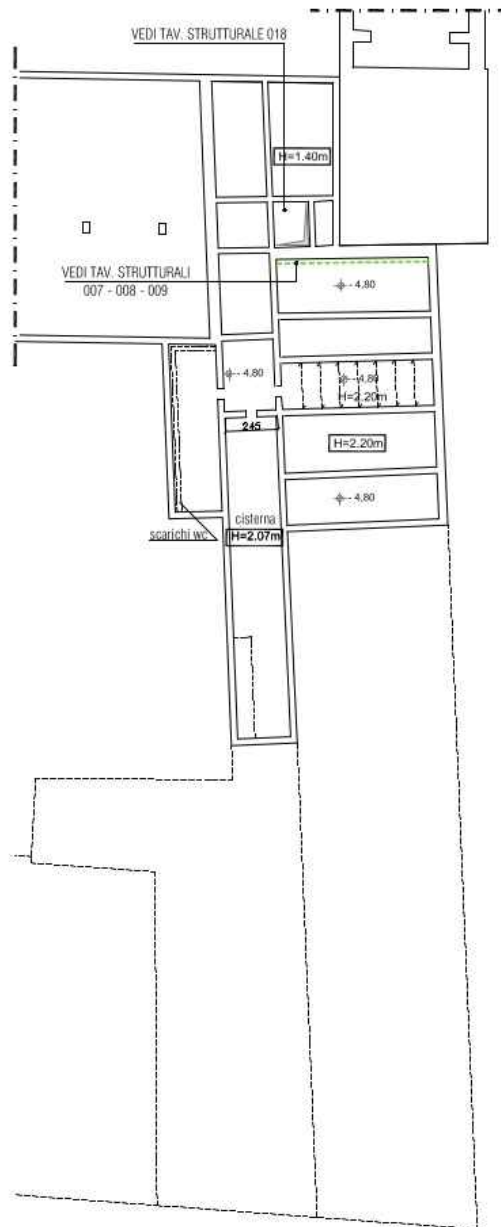 VEDI TAV. STRUTTURALE 018
H=1.40m
VEDI TAV. STRUTTURALI
007 - 008 - 009
- 4.80
- 4.80
- 4.80
H=2.20m
245
H=2.20m
- 4.80
cisterna
scarichi wc
H=2.07m